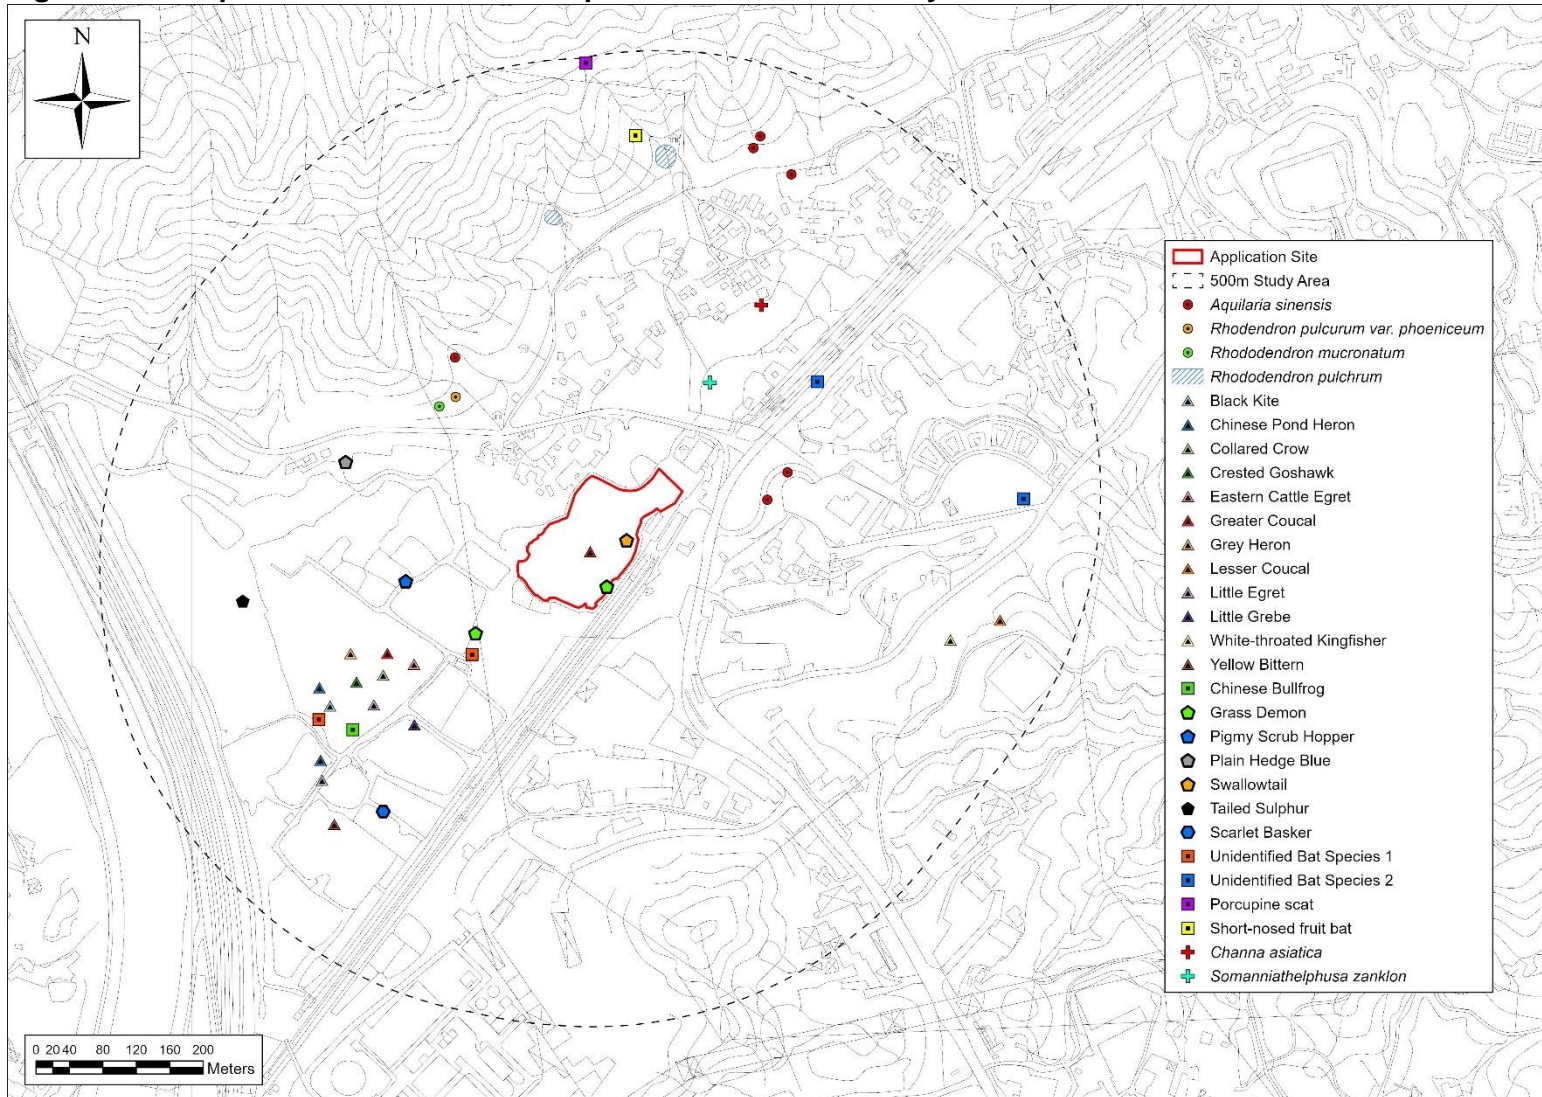 N
Application Site
500m Study Area
Aquilaria sinensis
Rhodendron pulcurum var. phoeniceum
Rhododendron mucronatum
Rhododendron pulchrum
Black Kite
Chinese Pond Heron
Collared Crow
Crested Goshawk
Eastern Cattle Egret
Greater Coucal
Grey Heron
Lesser Coucal
Little Egret
Little Grebe
White-throated Kingfisher
Yellow Bittern
Chinese Bullfrog
Grass Demon
Pigmy Scrub Hopper
Plain Hedge Blue
Swallowtail
Tailed Sulphur
Scarlet Basker
Unidentified Bat Species 1
Unidentified Bat Species 2
Porcupine scat
Short-nosed fruit bat
Channa asiatica
Somanniathelphusa zanklon
0 20 40 80 120 160 200
Meters